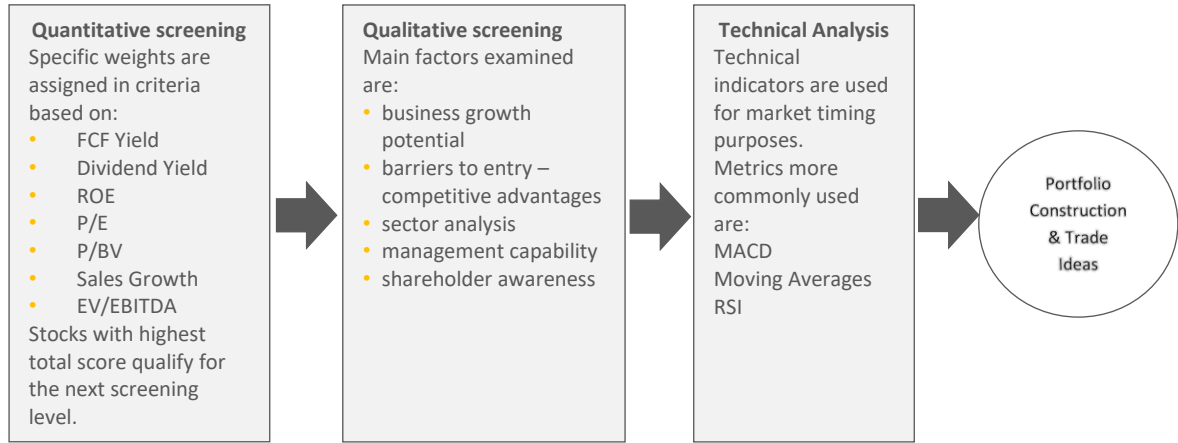 Quantitative screening
Specific weights are
assigned in criteria
based on:
• FCF Yield
• Dividend Yield
• ROE
• P/E
• P/BV
• Sales Growth
• EV/EBITDA
Stocks with highest
total score qualify for
the next screening
level.
Qualitative screening
Main factors examined
are:
• business growth
potential
• barriers to entry –
competitive advantages
• sector analysis
• management capability
• shareholder awareness
Technical Analysis
Technical
indicators are used
for market timing
purposes.
Metrics more
commonly used
are:
MACD
Moving Averages
RSI
Portfolio
Construction
& Trade
Ideas